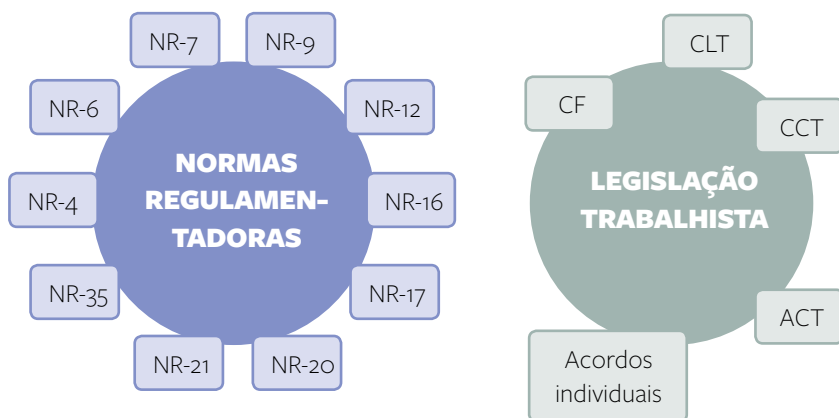 NR-7
NR-9
NR-6
NR-12
NORMAS
REGULAMEN-
TADORAS
NR-4
NR-16
NR-35
NR-17
NR-21
NR-20
CLT
CF
CCT
LEGISLAÇÃO
TRABALHISTA
ACT
Acordos
individuais